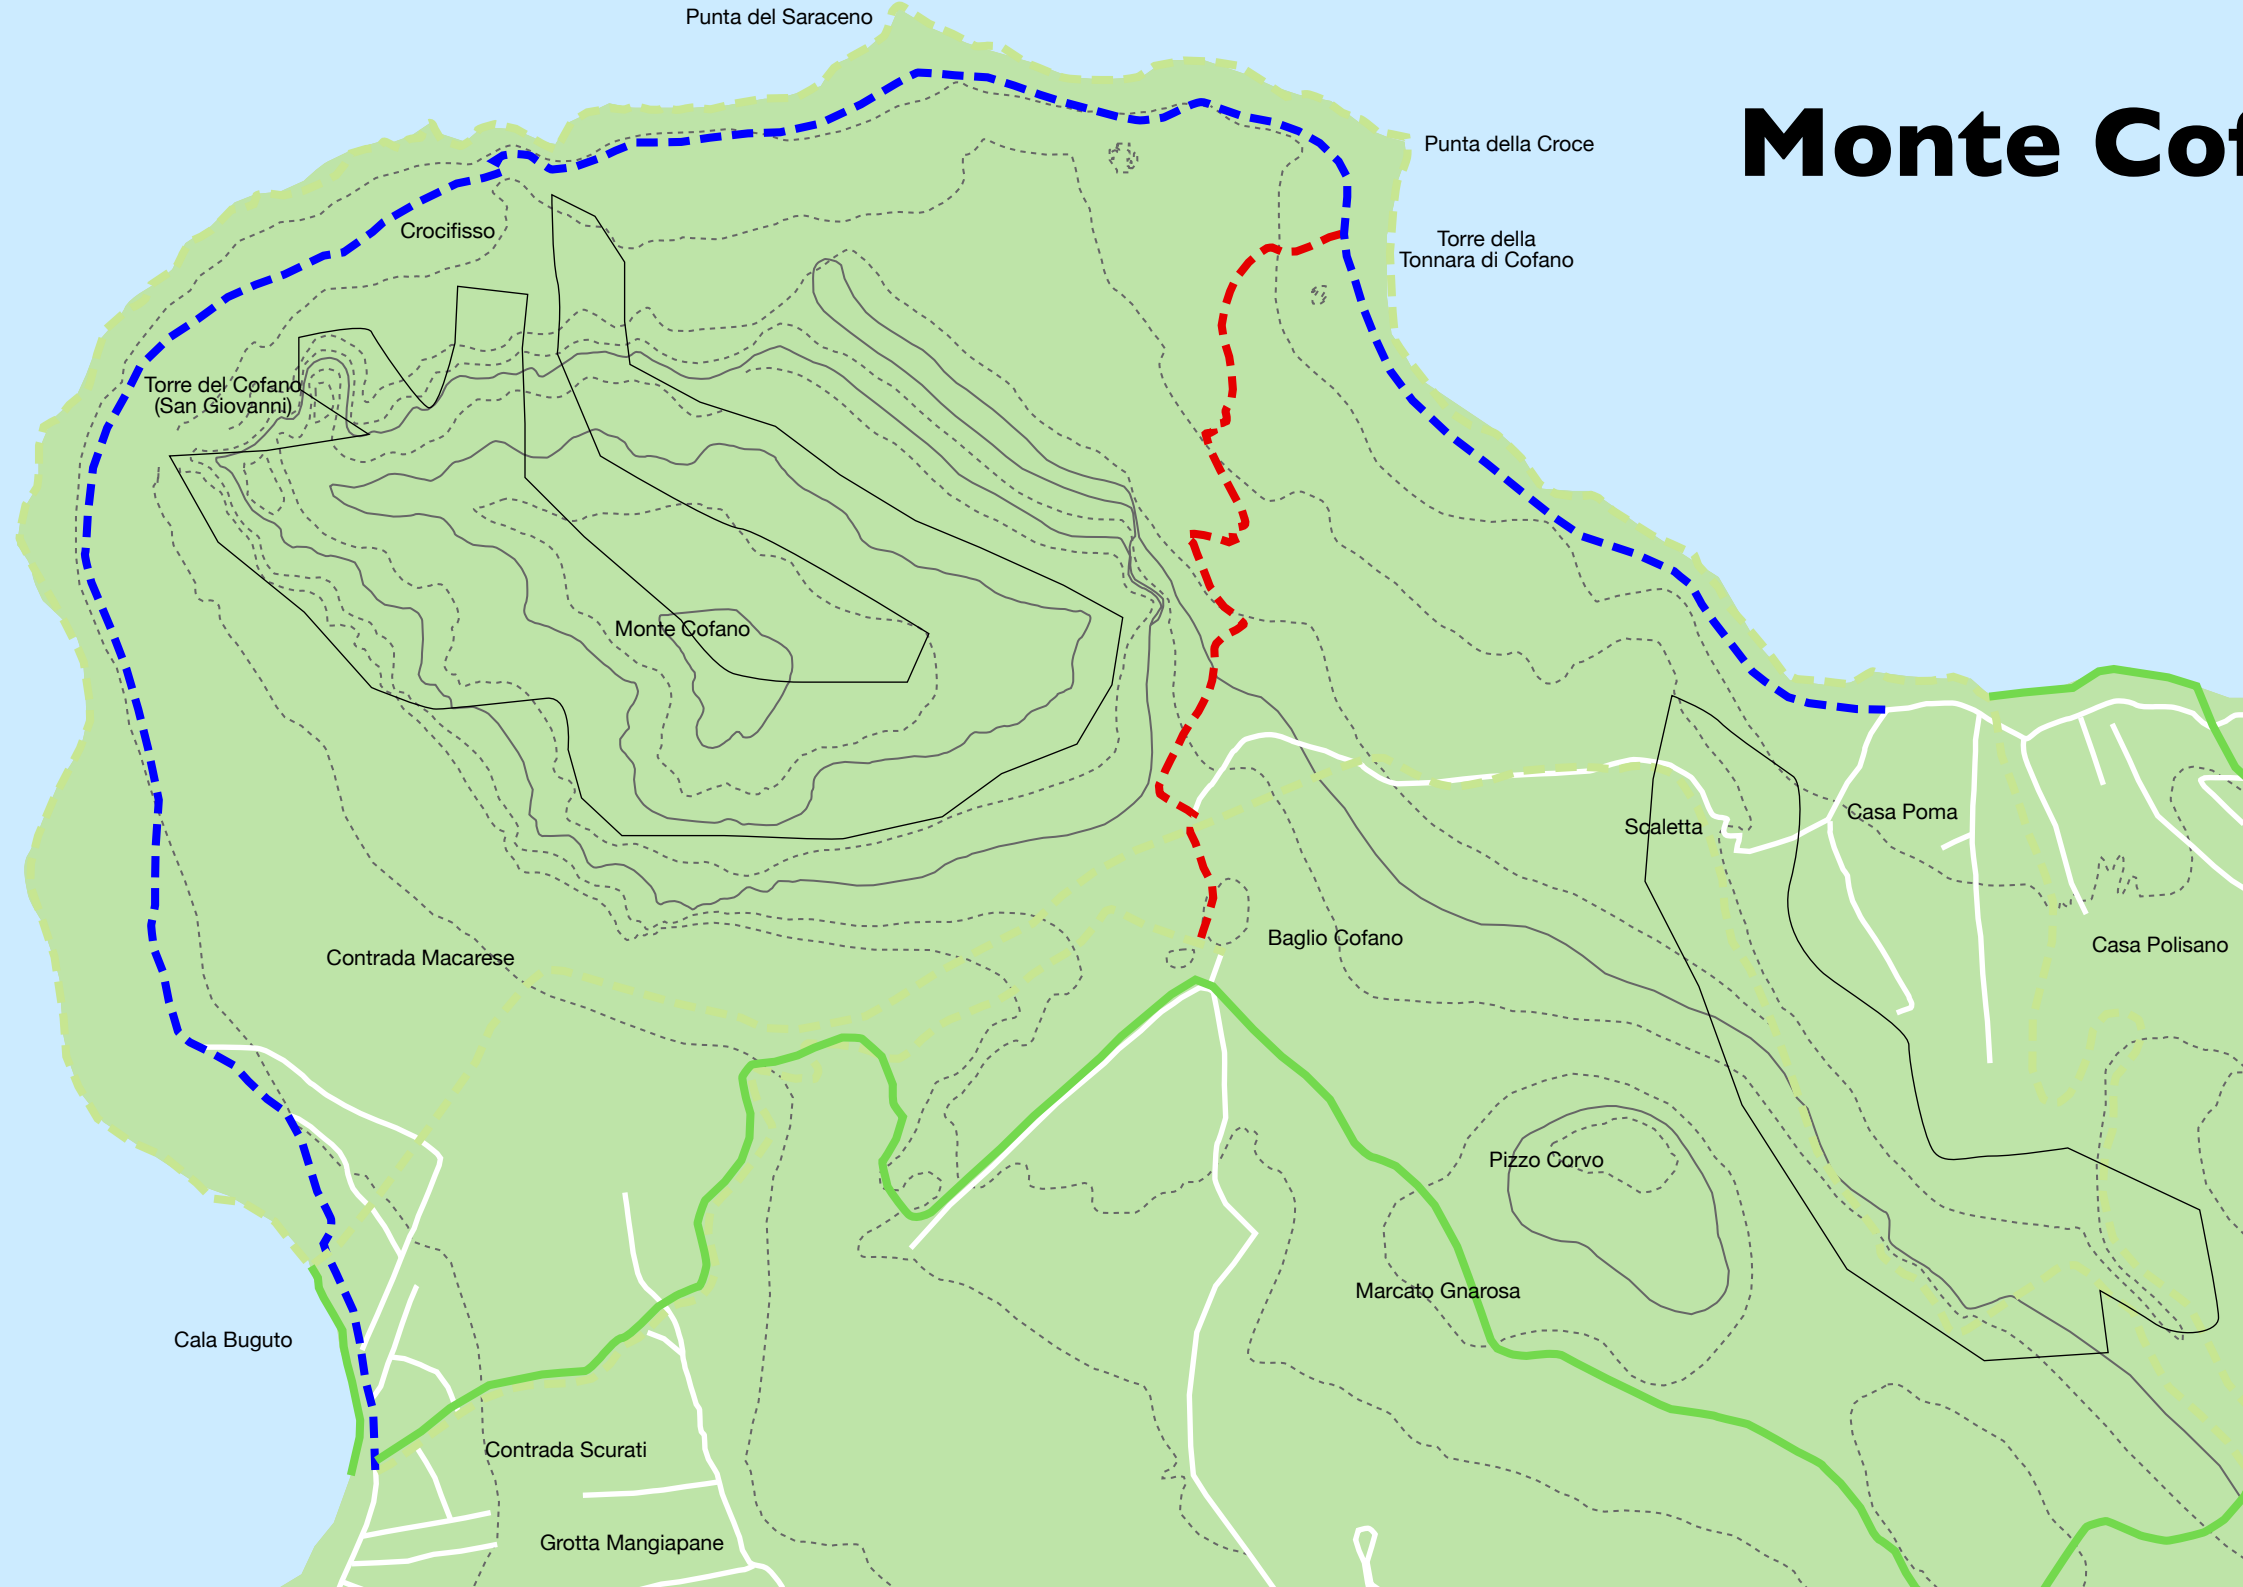 Punta del Saraceno
Monte Cof
Punta della Croce
Crocifisso
Torre della
Tonnara di Cofano
Torre del Cofano
(San Giovanni)
Monte Cofano
Casa Poma
Scaletta
Baglio Cofano
Casa Polisano
Contrada Macarese
Pizzo Corvo
Marcato Gnarosa
Cala Buguto
Contrada Scurati
Grotta Mangiapane